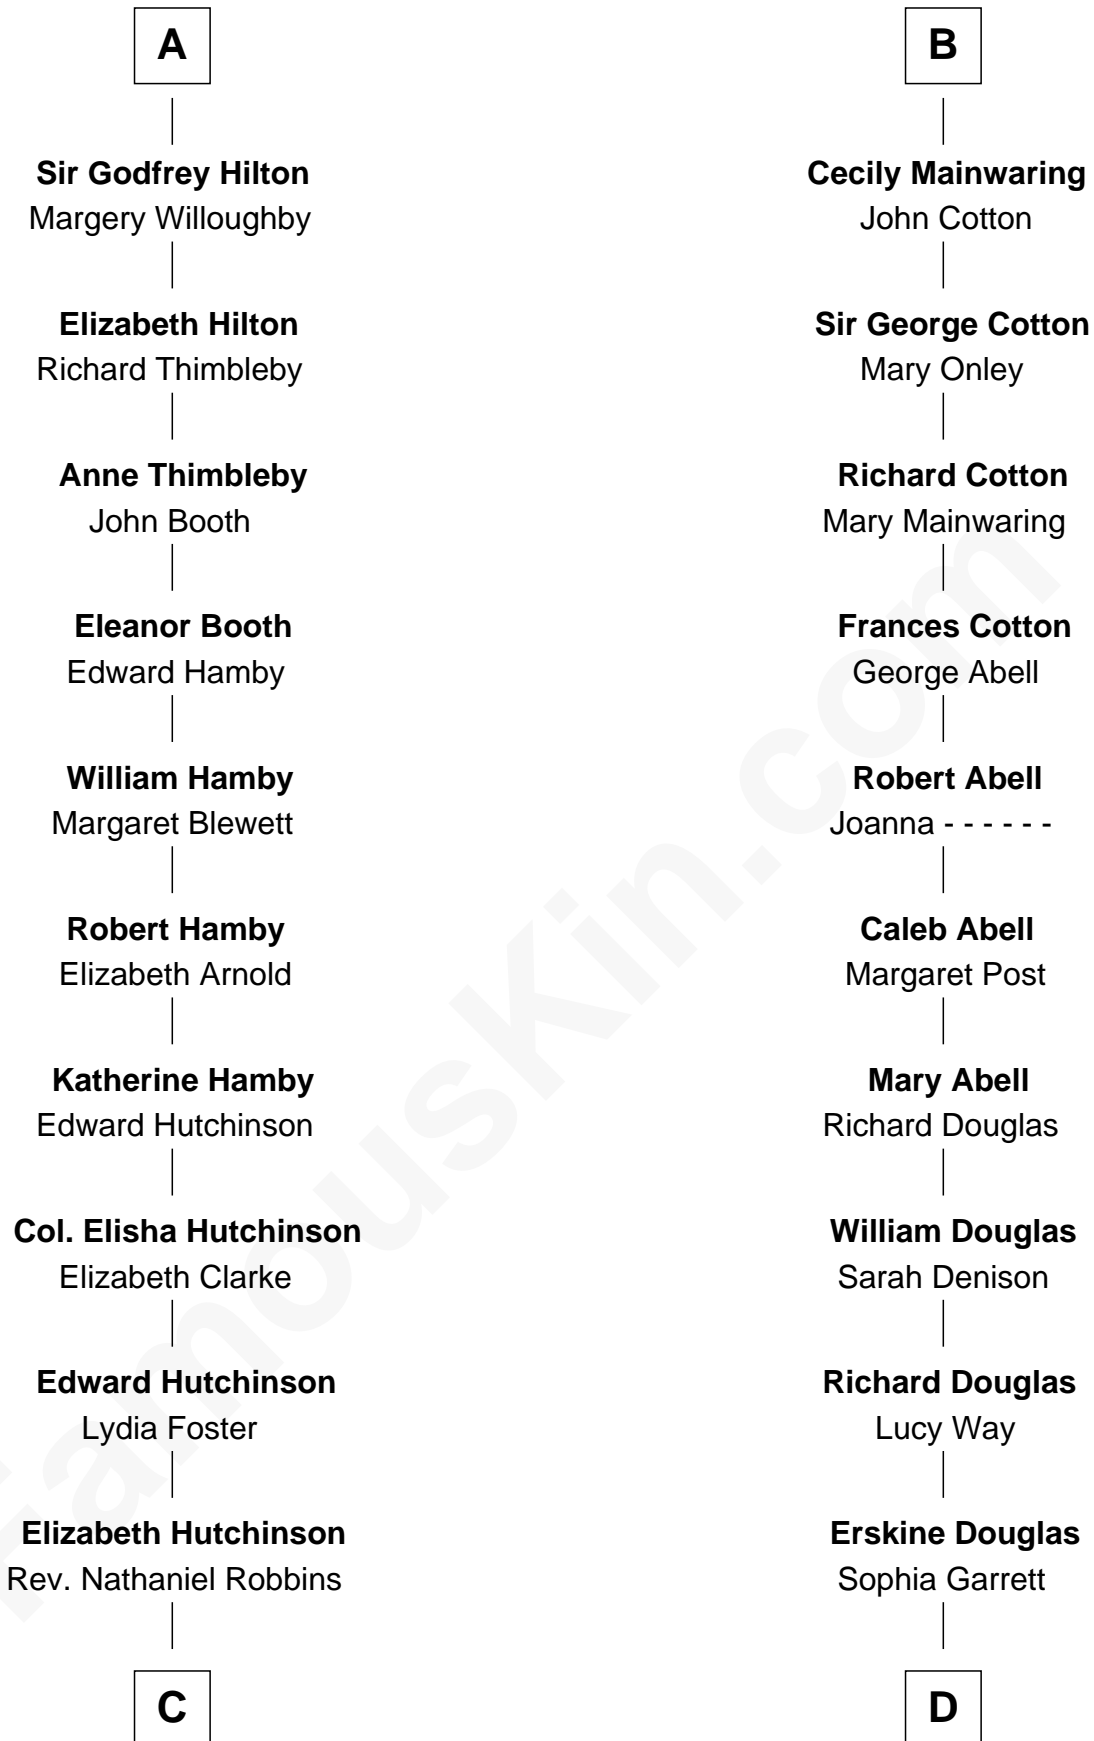 A
Sir Godfrey Hilton
Margery Willoughby
Elizabeth Hilton
Richard Thimbleby
Anne Thimbleby
John Booth
Eleanor Booth
Edward Hamby
William Hamby
Margaret Blewett
Robert Hamby
Elizabeth Arnold
Katherine Hamby
Edward Hutchinson
Col. Elisha Hutchinson
Elizabeth Clarke
Edward Hutchinson
Lydia Foster
Elizabeth Hutchinson
Rev. Nathaniel Robbins
C
B
Cecily Mainwaring
John Cotton
Sir George Cotton
Mary Onley
Richard Cotton
Mary Mainwaring
Frances Cotton
George Abell
Robert Abell
Joanna - - - - - -
Caleb Abell
Margaret Post
Mary Abell
Richard Douglas
William Douglas
Sarah Denison
Richard Douglas
Lucy Way
Erskine Douglas
Sophia Garrett
D
FamousKin.com